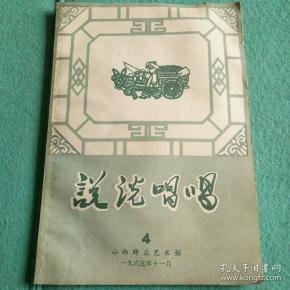 說說唱唱
4
山西群众艺术馆
一九六五年十一月
孔夫子旧书网